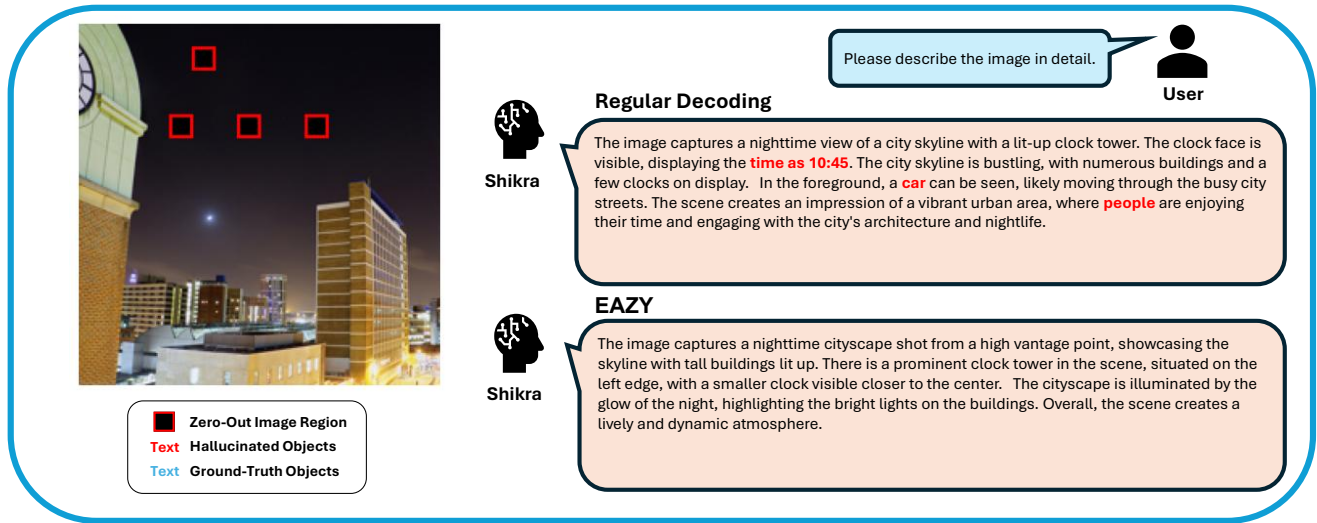 Please describe the image in detail.
User
Regular Decoding
Shikra
The image captures a nighttime view of a city skyline with a lit-up clock tower. The clock face is
visible, displaying the time as 10:45. The city skyline is bustling, with numerous buildings and a
few clocks on display. In the foreground, a car can be seen, likely moving through the busy city
streets. The scene creates an impression of a vibrant urban area, where people are enjoying
their time and engaging with the city's architecture and nightlife.
EAZY
Shikra
The image captures a nighttime cityscape shot from a high vantage point, showcasing the
skyline with tall buildings lit up. There is a prominent clock tower in the scene, situated on the
left edge, with a smaller clock visible closer to the center. The cityscape is illuminated by the
glow of the night, highlighting the bright lights on the buildings. Overall, the scene creates a
lively and dynamic atmosphere.
Zero-Out Image Region
Text Hallucinated Objects
Text Ground-Truth Objects